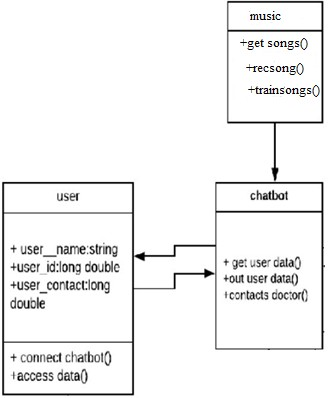 music
+get songs()
+recsong()
+trainsongs()
user
+ user__name:string
+user_id:long double
+user_contact:long
double
+ connect chatbot()
+access data()
chatbot
+ get user data()
+out user data()
+contacts doctor()